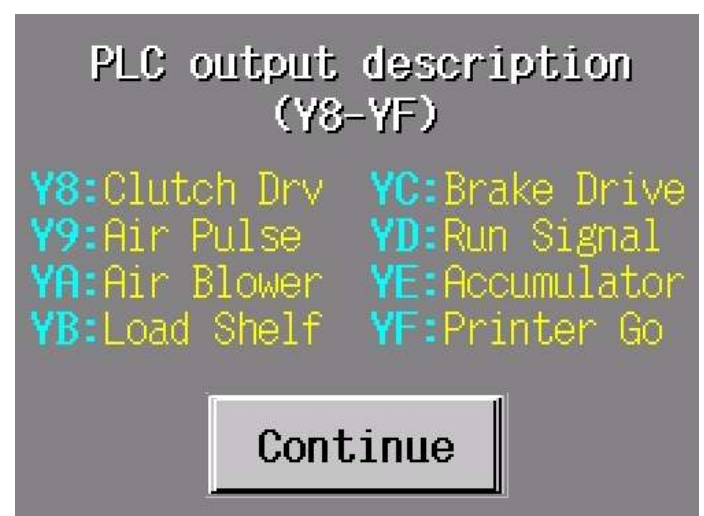 PLC output description
(Y8-YF)
Y8:Clutch Drv YC:Brake Drive
Y9:Air Pulse YD:Run Signal
YA:Air Blower YE:Accumulator
YB:Load Shelf YF:Printer Go
Continue